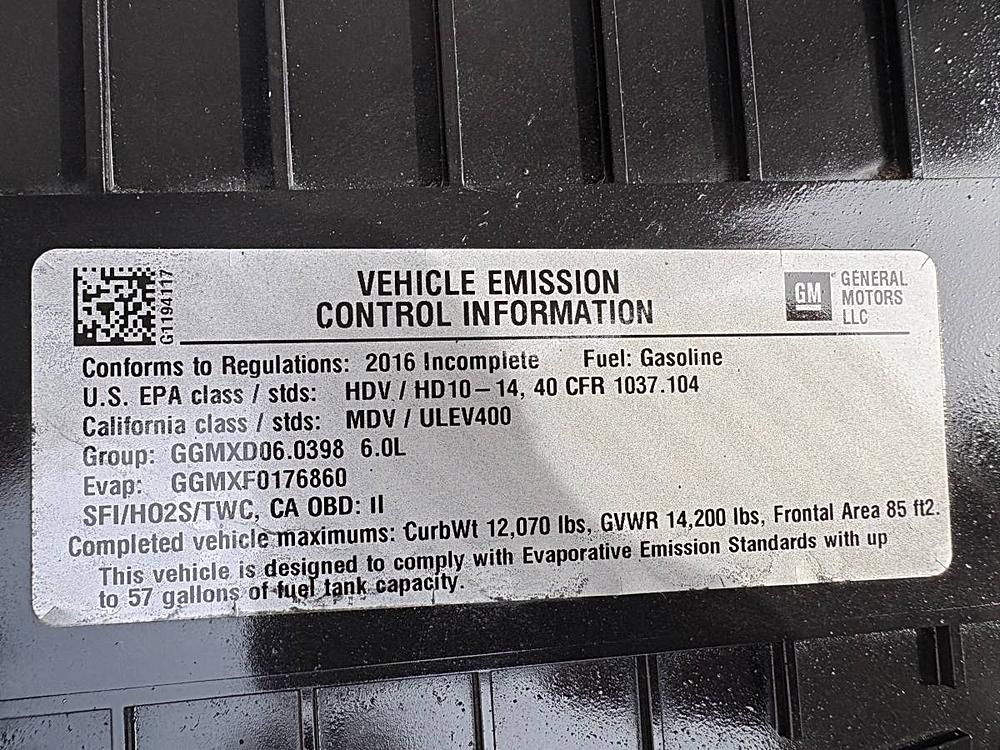 G1194117
VEHICLE EMISSION
CONTROL INFORMATION
GM GENERAL
MOTORS
LLC
Conforms to Regulations: 2016 Incomplete Fuel: Gasoline
U.S. EPA class / stds: HDV / HD10-14, 40 CFR 1037.104
California class / stds: MDV / ULEV400
Group: GGMXD06.0398 6.0L
Evap: GGMXF0176860
SFI/HO2S/TWC, CA OBD: II
Completed vehicle maximums: CurbWt 12,070 lbs, GVWR 14,200 lbs, Frontal Area 85 ft2.
This vehicle is designed to comply with Evaporative Emission Standards with up
to 57 gallons of fuel tank capacity.